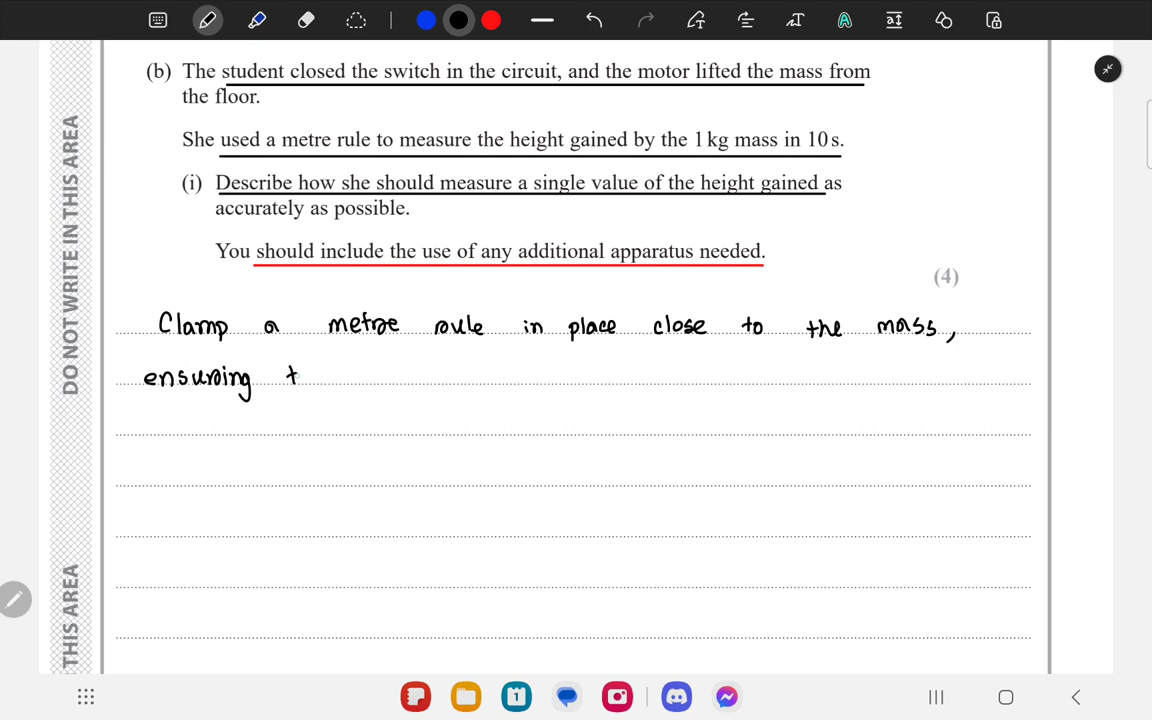 (b) The student closed the switch in the circuit, and the motor lifted the mass from
the floor.
She used a metre rule to measure the height gained by the 1 kg mass in 10 s.
(i) Describe how she should measure a single value of the height gained as
accurately as possible.
You should include the use of any additional apparatus needed.
(4)
Clamp a metre rule in place close to the mass,
ensuring t
DO NOT WRITE IN THIS AREA
THIS AREA